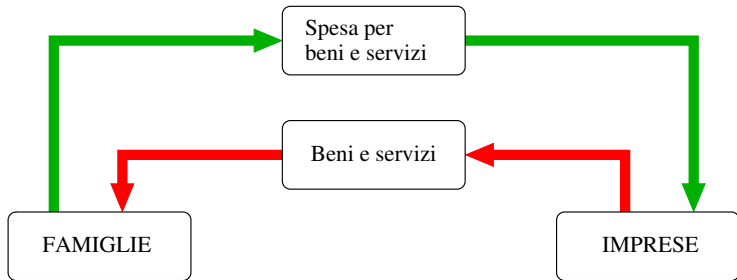 Spesa per
beni e servizi
Beni e servizi
FAMIGLIE
IMPRESE